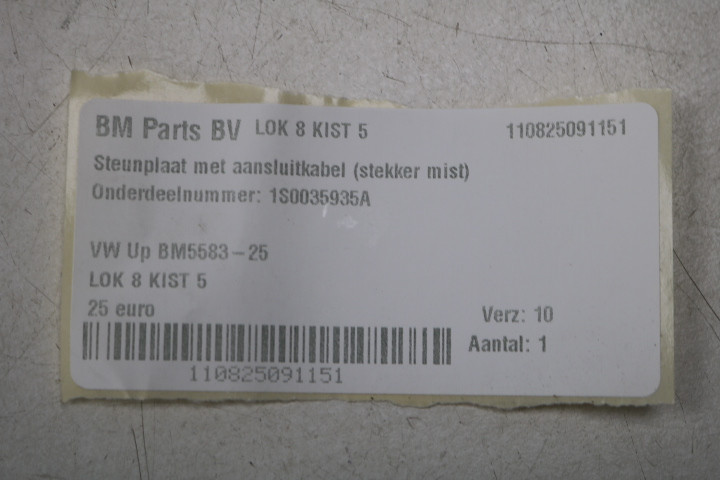 BM Parts BV LOK 8 KIST 5 110825091151
Steunplaat met aansluitkabel (stekker mist)
Onderdeelnummer: 1S0035935A
VW Up BM5583-25
LOK 8 KIST 5
25 euro Verz: 10
Aantal: 1
110825091151